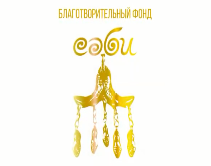 БЛАГОТВОРИТЕЛЬНЫЙ ФОНД
сэби